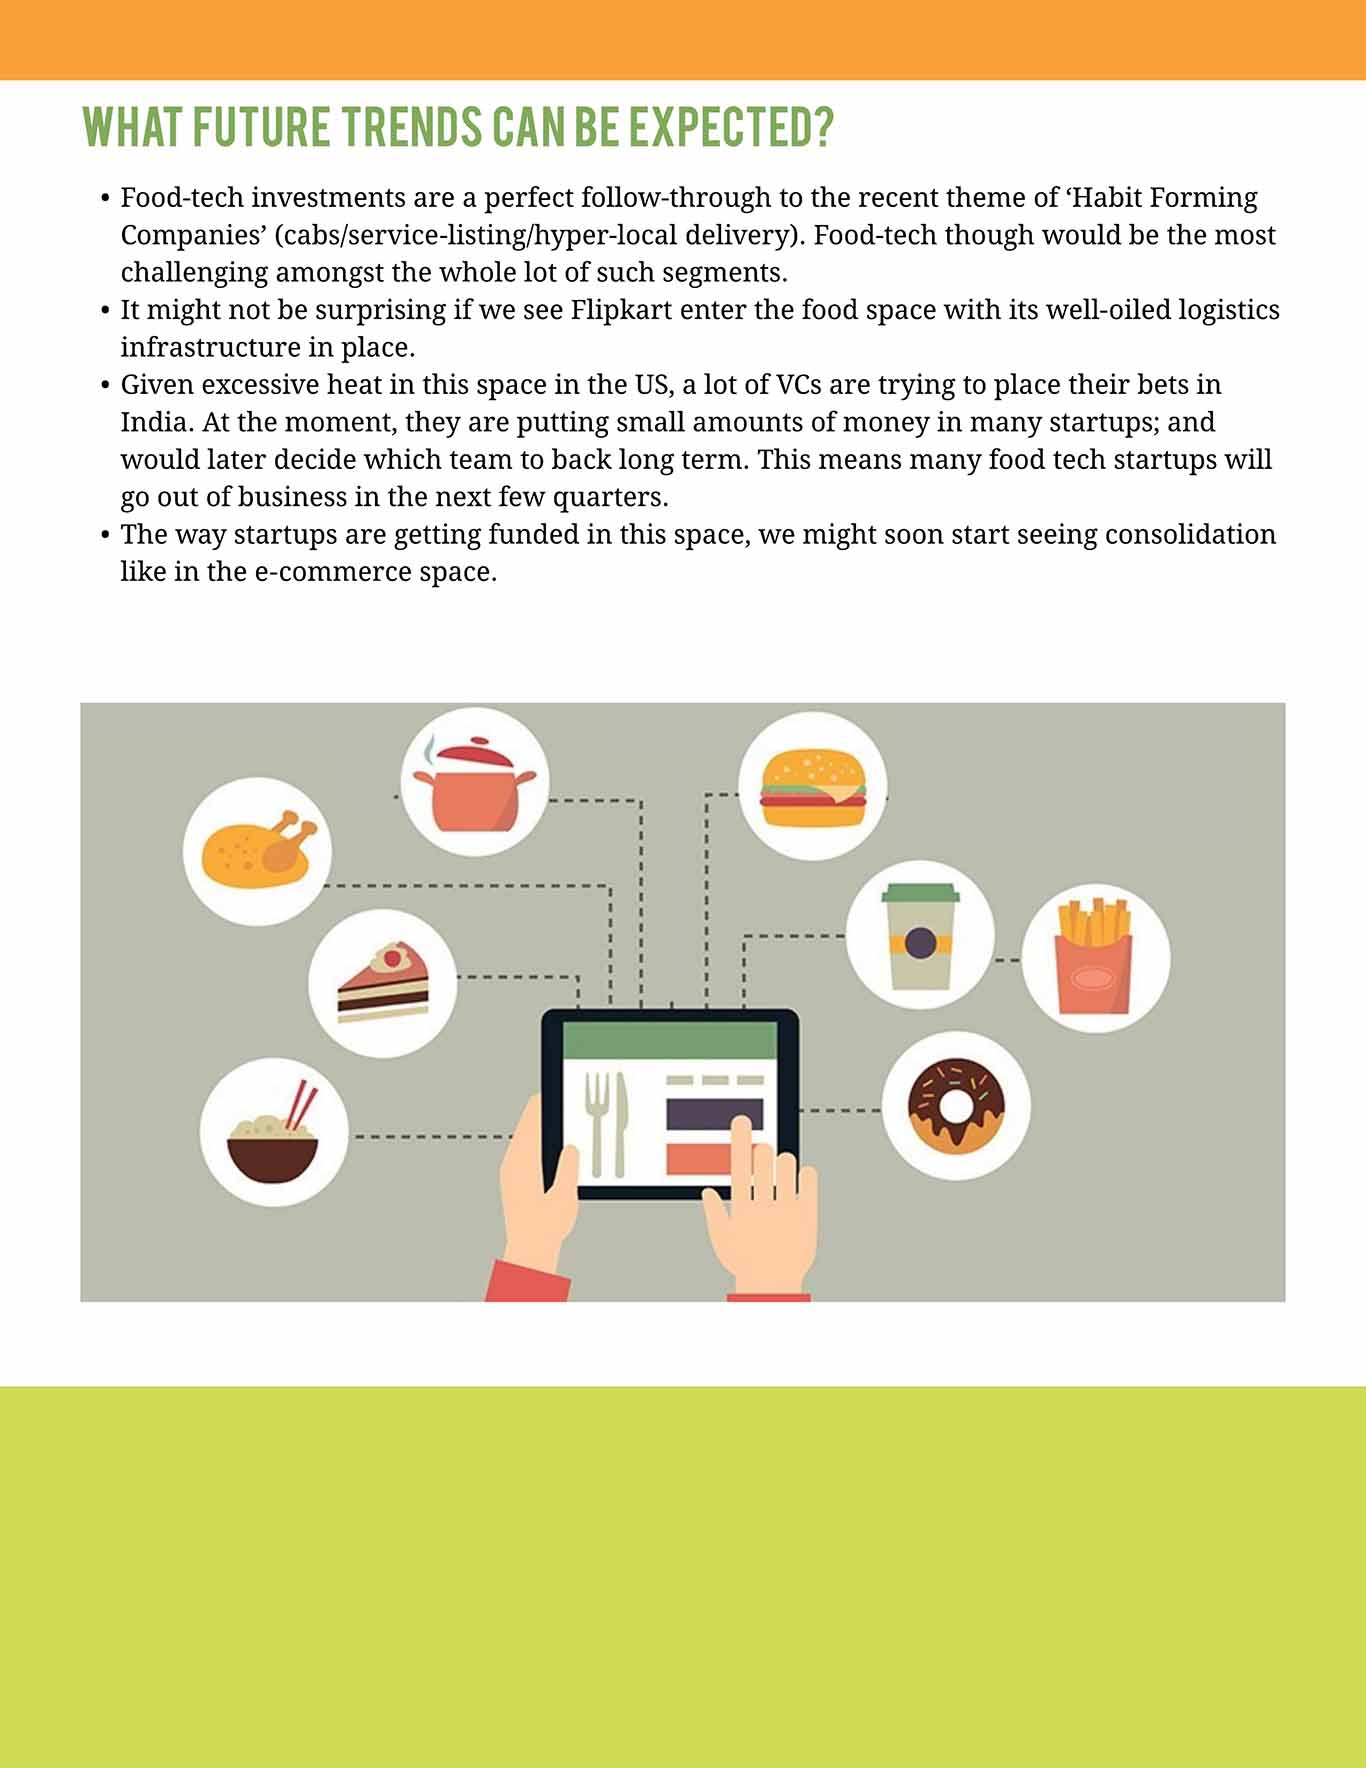 WHAT FUTURE TRENDS CAN BE EXPECTED?
• Food-tech investments are a perfect follow-through to the recent theme of ‘Habit Forming
Companies’ (cabs/service-listing/hyper-local delivery). Food-tech though would be the most
challenging amongst the whole lot of such segments.
• It might not be surprising if we see Flipkart enter the food space with its well-oiled logistics
infrastructure in place.
• Given excessive heat in this space in the US, a lot of VCs are trying to place their bets in
India. At the moment, they are putting small amounts of money in many startups; and
would later decide which team to back long term. This means many food tech startups will
go out of business in the next few quarters.
• The way startups are getting funded in this space, we might soon start seeing consolidation
like in the e-commerce space.